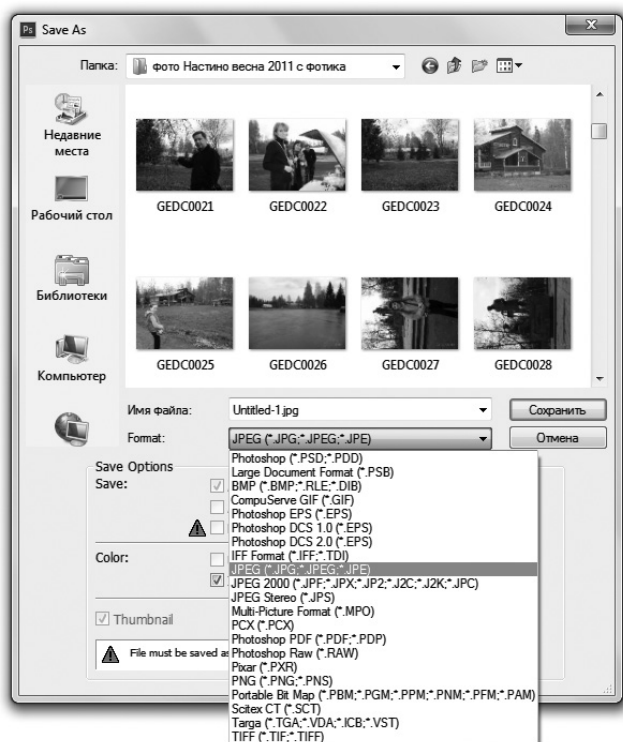 Ps Save As
Папка: фото Настино весна 2011 с фотика
Недавние места
Рабочий стол
Библиотеки
Компьютер
GEDC0021 GEDC0022 GEDC0023 GEDC0024
GEDC0025 GEDC0026 GEDC0027 GEDC0028
Имя файла: Untitled-1.jpg Сохранить
Format: JPEG (*.JPG;*.JPEG;*.JPE) Отмена
Save Options
Save:
Color:
Thumbnail
File must be saved as
Photoshop (*.PSD;*.PDD)
Large Document Format (*.PSB)
BMP (*.BMP;*.RLE;*.DIB)
CompuServe GIF (*.GIF)
Photoshop EPS (*.EPS)
Photoshop DCS 1.0 (*.EPS)
Photoshop DCS 2.0 (*.EPS)
IFF Format (*.IFF;*.TDI)
JPEG (*.JPG;*.JPEG;*.JPE)
JPEG 2000 (*.JPF;*.JPX;*.JP2;*.J2C;*.J2K;*.JPC)
JPEG Stereo (*.JPS)
Multi-Picture Format (*.MPO)
PCX (*.PCX)
Photoshop PDF (*.PDF;*.PDP)
Photoshop Raw (*.RAW)
Pixar (*.PXR)
PNG (*.PNG;*.PNS)
Portable Bit Map (*.PBM;*.PGM;*.PPM;*.PNM;*.PFM;*.PAM)
Scitex CT (*.SCT)
Targa (*.TGA;*.VDA;*.ICB;*.VST)
TIFF (*.TIF;*.TIFF)